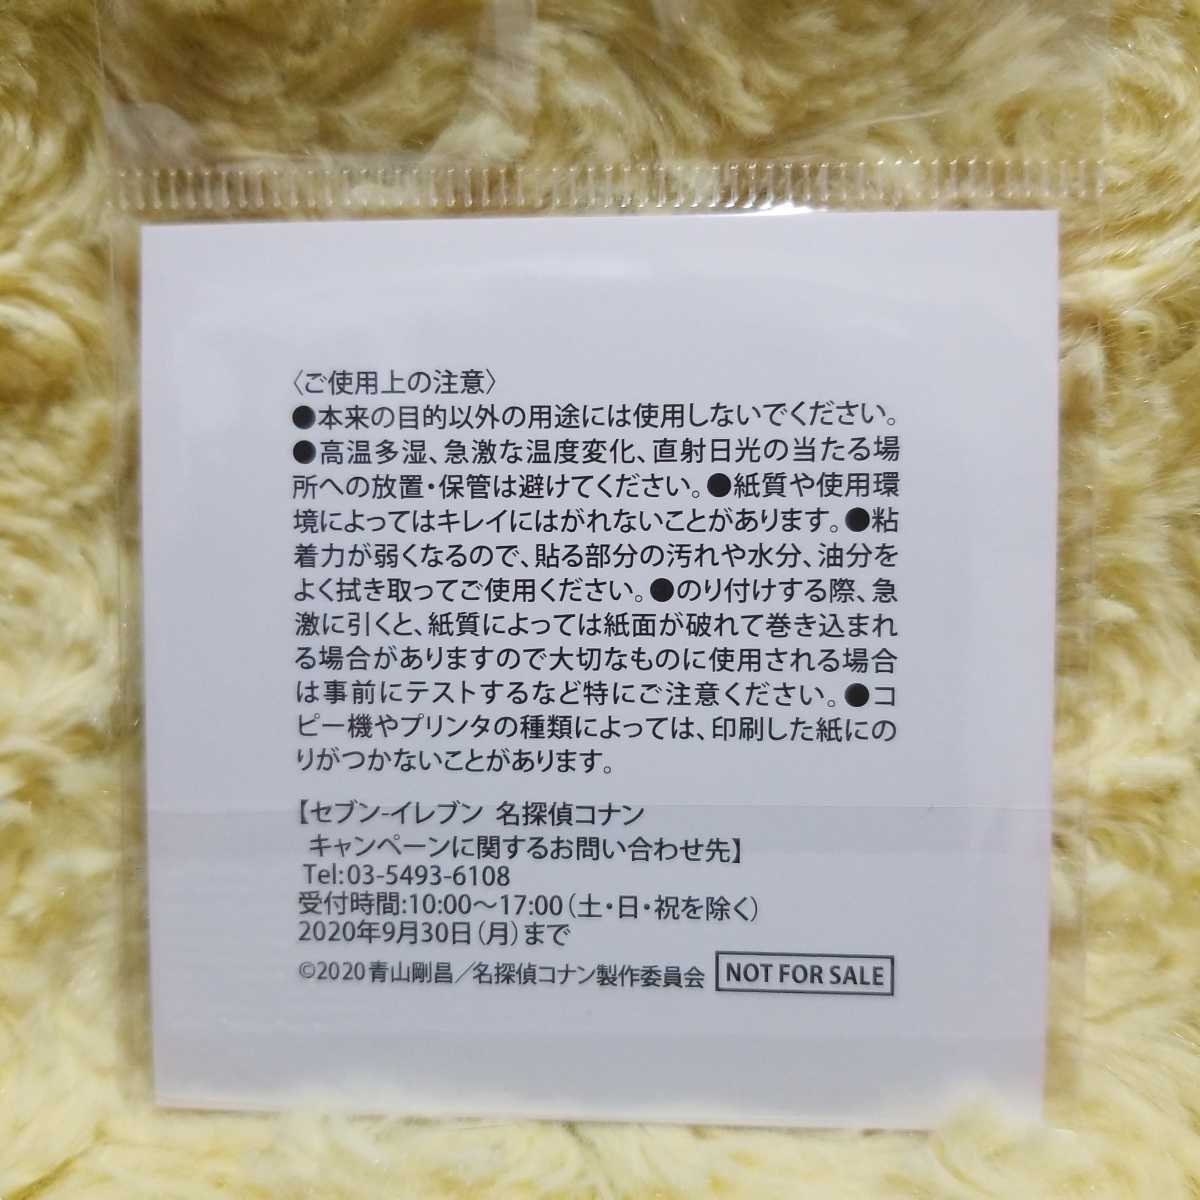 〈ご使用上の注意〉
●本来の目的以外の用途には使用しないでください。
●高温多湿、急激な温度変化、直射日光の当たる場
所への放置・保管は避けてください。●紙質や使用環
境によってはキレイにはがれないことがあります。●粘
着力が弱くなるので、貼る部分の汚れや水分、油分を
よく拭き取ってご使用ください。●のり付けする際、急
激に引くと、紙質によっては紙面が破れて巻き込まれ
る場合がありますので大切なものに使用される場合
は事前にテストするなど特にご注意ください。●コ
ピー機やプリンタの種類によっては、印刷した紙にの
りがつかないことがあります。
【セブン-イレブン 名探偵コナン
キャンペーンに関するお問い合わせ先】
Tel:03-5493-6108
受付時間:10:00～17:00(土・日・祝を除く)
2020年9月30日(月)まで
©2020 青山剛昌／名探偵コナン製作委員会 NOT FOR SALE